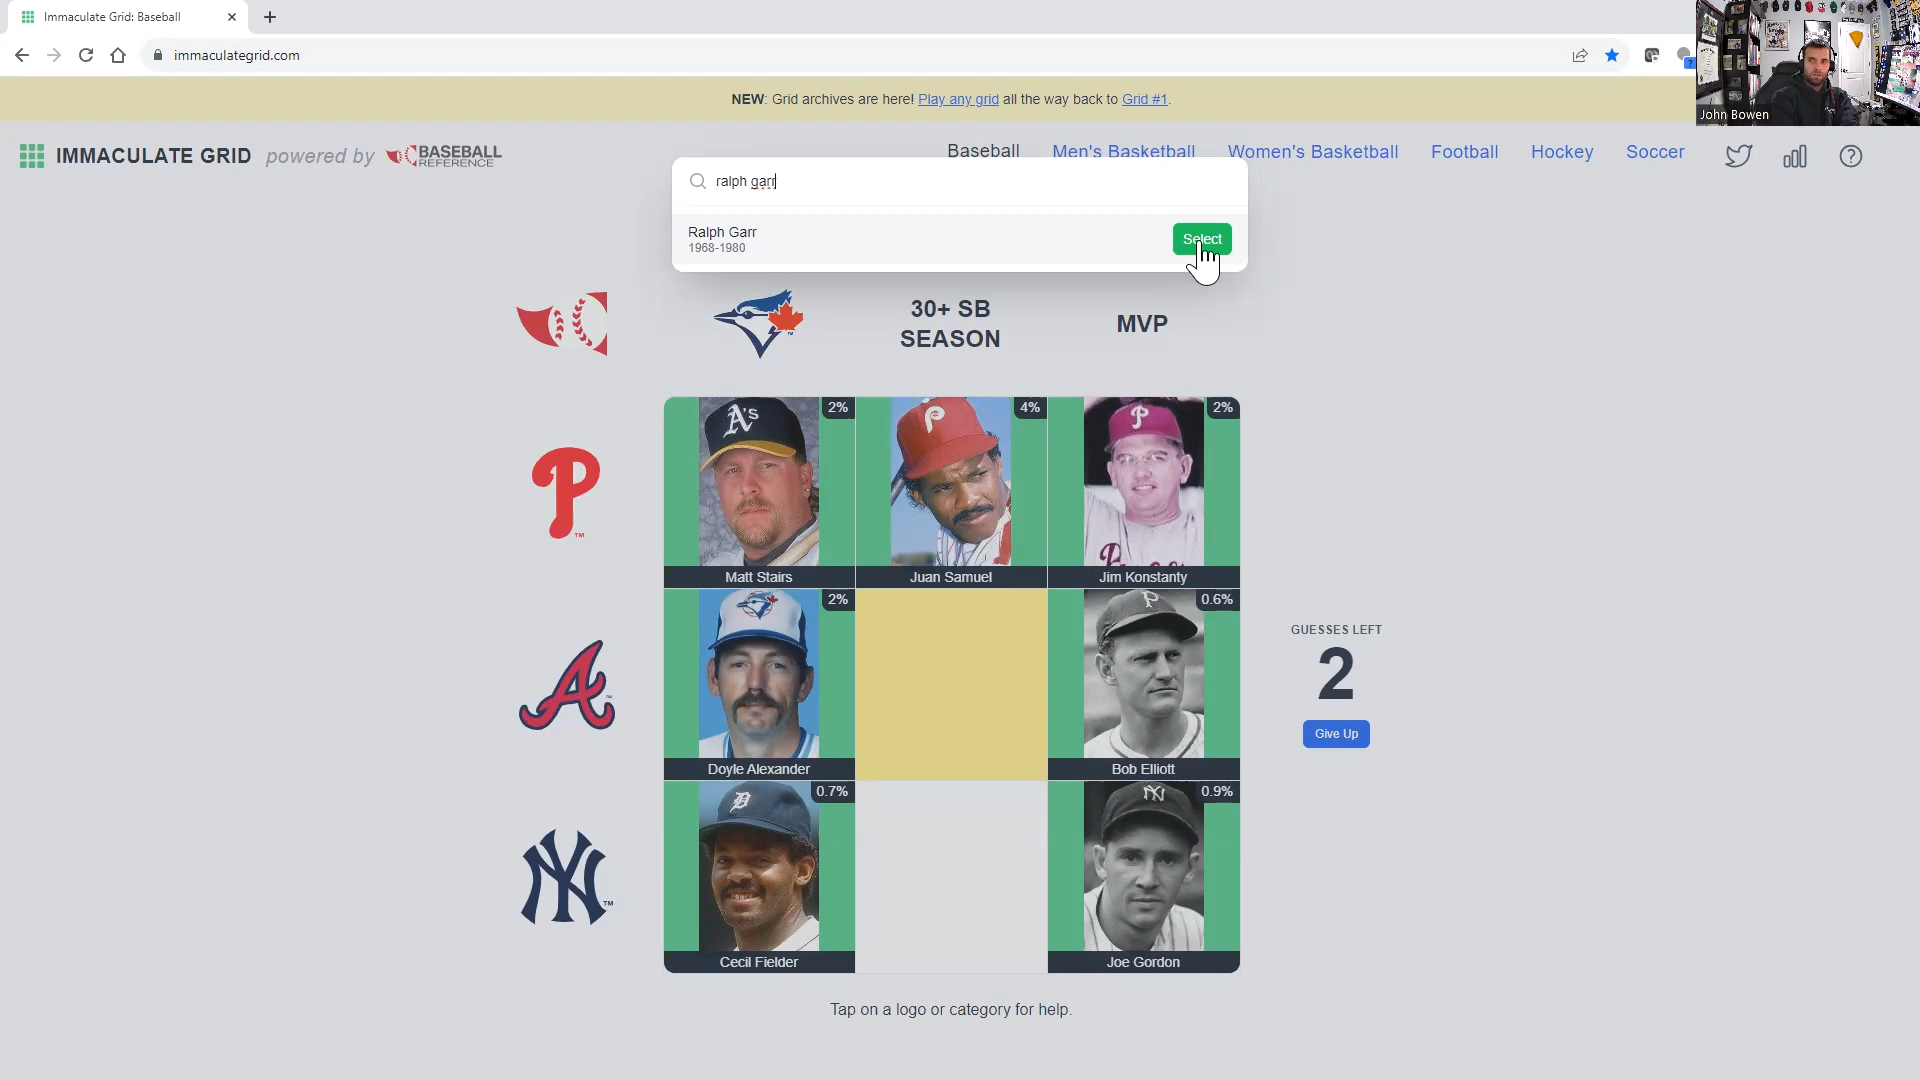 Immaculate Grid: Baseball
immaculategrid.com
NEW: Grid archives are here! Play any grid all the way back to Grid #1.
John Bowen
IMMACULATE GRID powered by BASEBALL REFERENCE
Baseball Men's Basketball Women's Basketball Football Hockey Soccer
ralph garr
Ralph Garr
1968-1980
Select
30+ SB
SEASON
MVP
P
TM
2%
A's
4%
P
2%
P
Matt Stairs
Juan Samuel
Jim Konstanty
A
2%
0.6%
P
Doyle Alexander
Bob Elliott
GUESSES LEFT
2
Give Up
NY
TM
0.7%
D
0.9%
NY
Cecil Fielder
Joe Gordon
Tap on a logo or category for help.